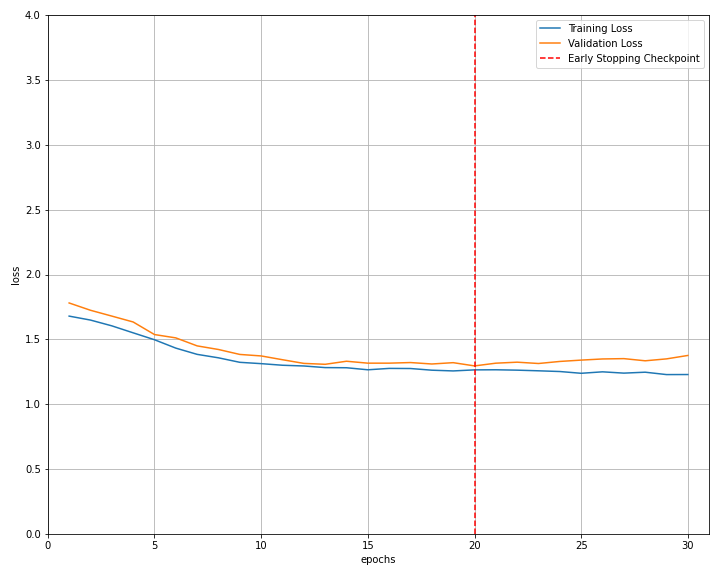 4.0
3.5
3.0
2.5
2.0
1.5
1.0
0.5
0.0
loss
0 5 10 15 20 25 30
epochs
Training Loss
Validation Loss
Early Stopping Checkpoint